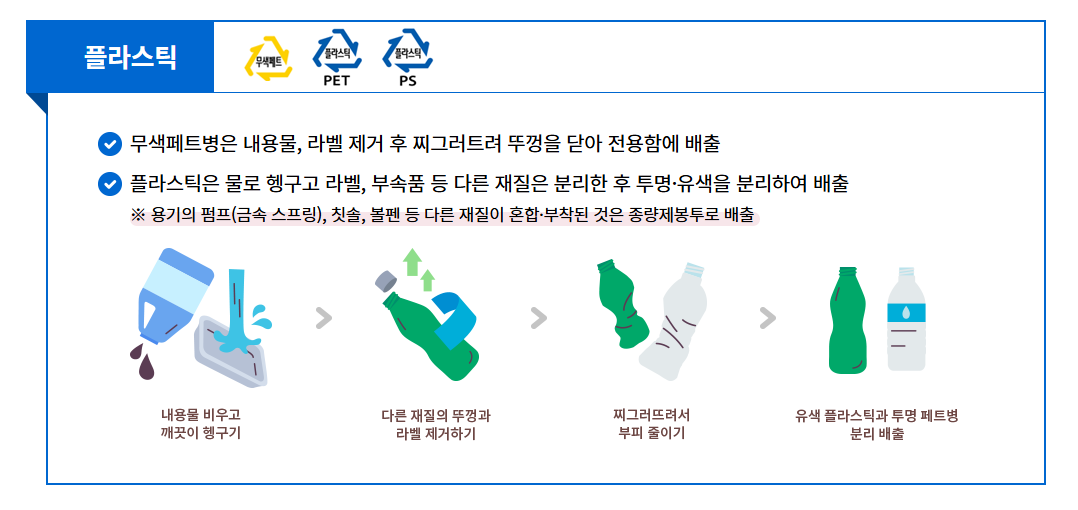 플라스틱
무색페트
플라스틱
PET
플라스틱
PS
무색페트병은 내용물, 라벨 제거 후 찌그러트려 뚜껑을 닫아 전용함에 배출
플라스틱은 물로 헹구고 라벨, 부속품 등 다른 재질은 분리한 후 투명·유색을 분리하여 배출
※ 용기의 펌프(금속 스프링), 칫솔, 볼펜 등 다른 재질이 혼합·부착된 것은 종량제봉투로 배출
내용물 비우고
깨끗이 헹구기
다른 재질의 뚜껑과
라벨 제거하기
찌그러뜨려서
부피 줄이기
유색 플라스틱과 투명 페트병
분리 배출